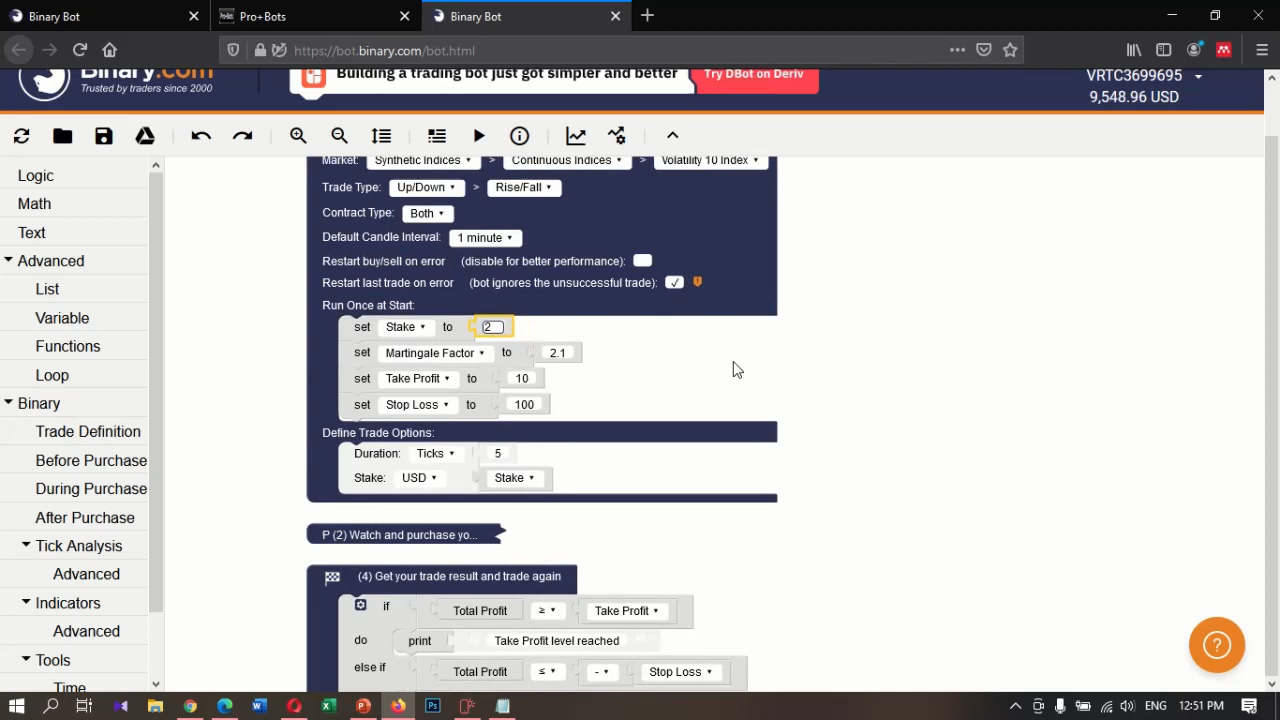 Binary Bot
Pro+Bots
Binary Bot
https://bot.binary.com/bot.html
Binary.com
Trusted by traders since 2000
Building a trading bot just got simpler and better
Try DBot on Deriv
VRTC3699695
9,548.96 USD
Logic
Math
Text
Advanced
List
Variable
Functions
Loop
Binary
Trade Definition
Before Purchase
During Purchase
After Purchase
Tick Analysis
Advanced
Indicators
Advanced
Tools
Time
Market: Synthetic Indices > Continuous Indices > Volatility 10 Index
Trade Type: Up/Down > Rise/Fall
Contract Type: Both
Default Candle Interval: 1 minute
Restart buy/sell on error (disable for better performance):
Restart last trade on error (bot ignores the unsuccessful trade): ✓
Run Once at Start:
set Stake to 2
set Martingale Factor to 2.1
set Take Profit to 10
set Stop Loss to 100
Define Trade Options:
Duration: Ticks 5
Stake: USD Stake
P (2) Watch and purchase yo...
(4) Get your trade result and trade again
if Total Profit ≥ Take Profit
do print Take Profit level reached
else if Total Profit ≤ - Stop Loss
?
ENG 12:51 PM